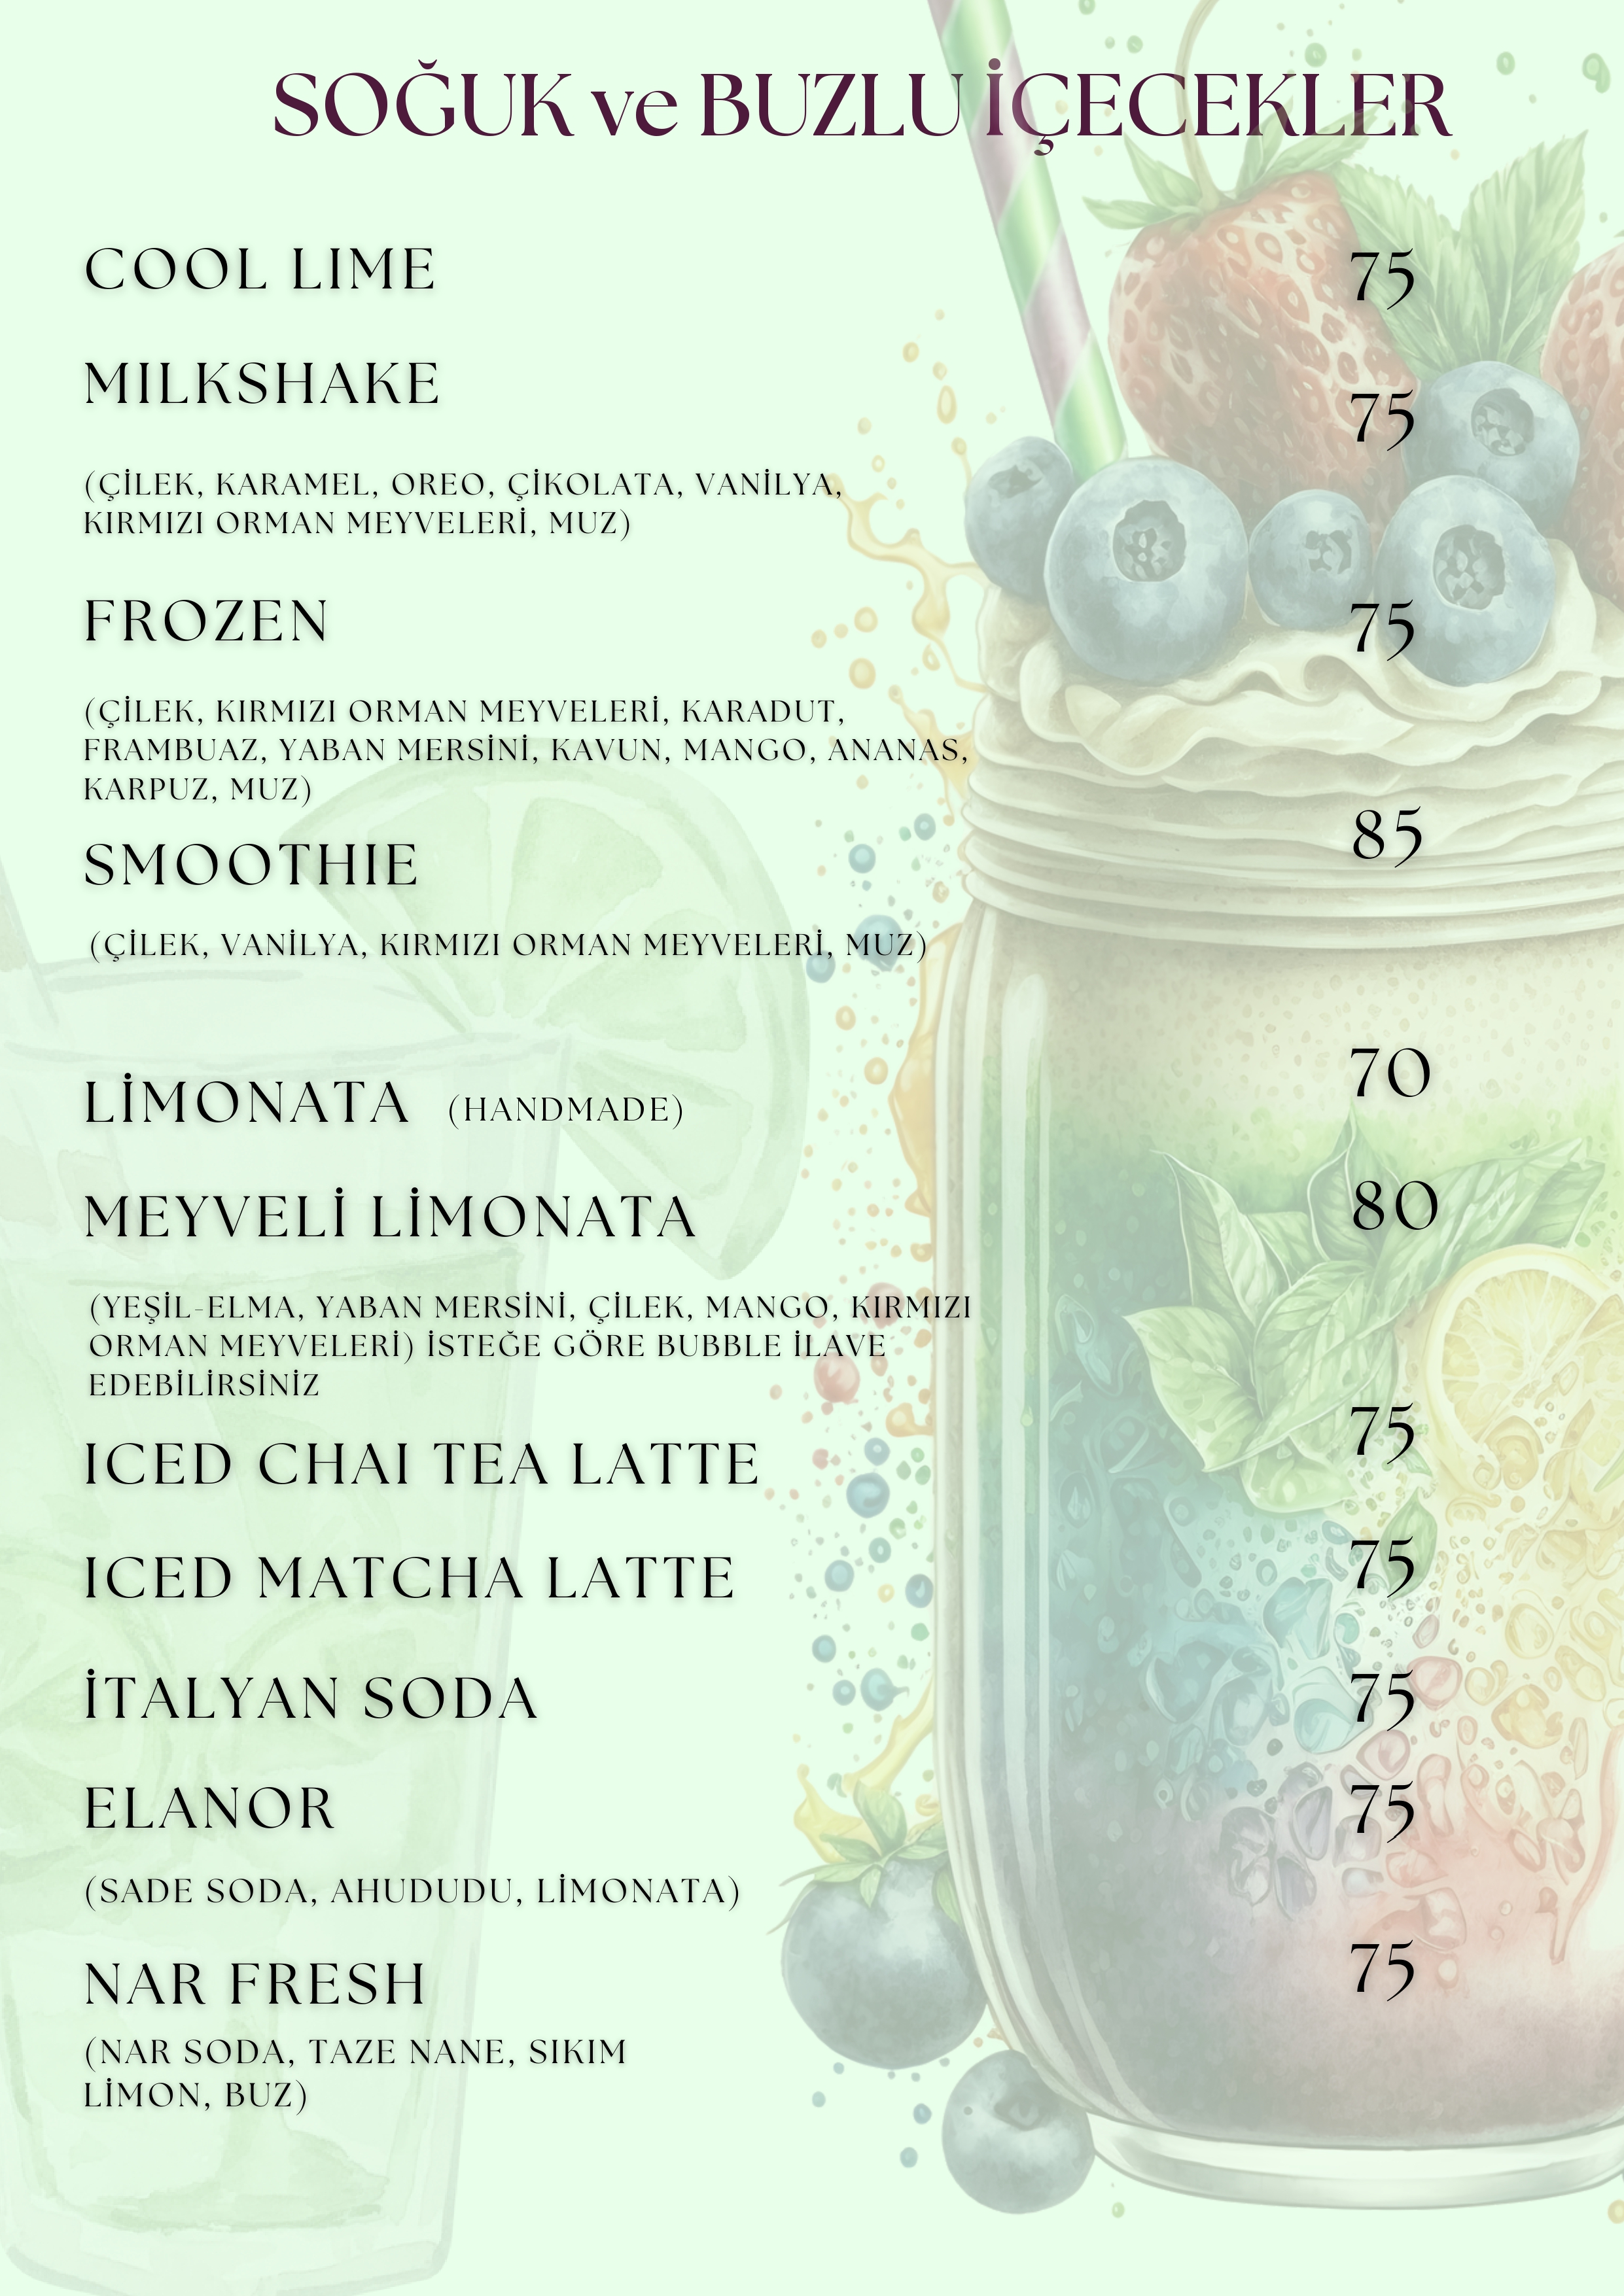 SOĞUK ve BUZLU İÇECEKLER
COOL LIME 75
MILKSHAKE 75
(ÇİLEK, KARAMEL, OREO, ÇİKOLATA, VANİLYA,
KIRMIZI ORMAN MEYVELERİ, MUZ)
FROZEN 75
(ÇİLEK, KIRMIZI ORMAN MEYVELERİ, KARADUT,
FRAMBUAZ, YABAN MERSİNİ, KAVUN, MANGO, ANANAS,
KARPUZ, MUZ)
SMOOTHIE 85
(ÇİLEK, VANİLYA, KIRMIZI ORMAN MEYVELERİ, MUZ)
LİMONATA (HANDMADE) 70
MEYVELİ LİMONATA 80
(YEŞİL-ELMA, YABAN MERSİNİ, ÇİLEK, MANGO, KIRMIZI
ORMAN MEYVELERİ) İSTEĞE GÖRE BUBBLE İLAVE
EDEBİLİRSİNİZ
ICED CHAI TEA LATTE 75
ICED MATCHA LATTE 75
İTALYAN SODA 75
ELANOR 75
(SADE SODA, AHUDUDU, LİMONATA)
NAR FRESH 75
(NAR SODA, TAZE NANE, SIKIM
LİMON, BUZ)